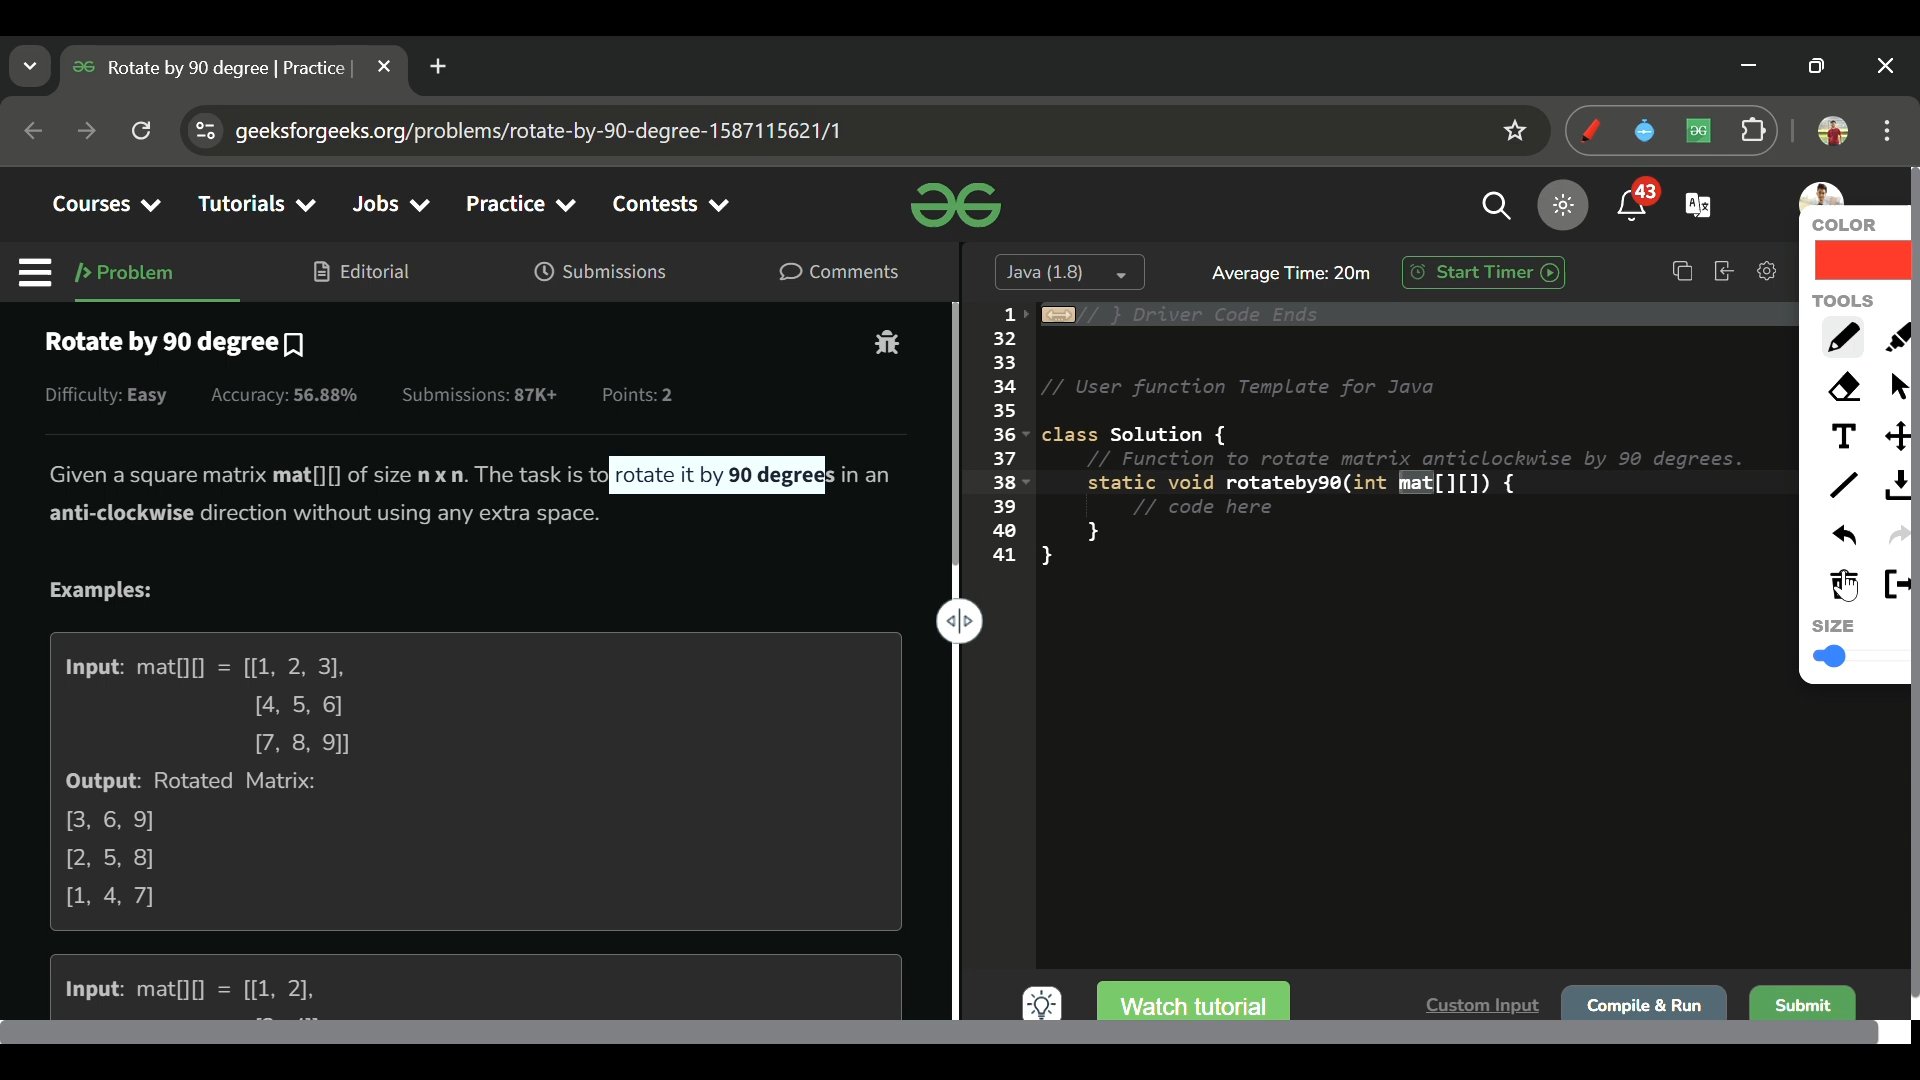 Rotate by 90 degree | Practice |
geeksforgeeks.org/problems/rotate-by-90-degree-1587115621/1
Courses Tutorials Jobs Practice Contests
43
Problem Editorial Submissions Comments
Java (1.8) Average Time: 20m Start Timer
COLOR
TOOLS
T
SIZE
Rotate by 90 degree
Difficulty: Easy Accuracy: 56.88% Submissions: 87K+ Points: 2
Given a square matrix mat[][] of size n x n. The task is to rotate it by 90 degrees in an
anti-clockwise direction without using any extra space.
Examples:
Input: mat[][] = [[1, 2, 3],
[4, 5, 6]
[7, 8, 9]]
Output: Rotated Matrix:
[3, 6, 9]
[2, 5, 8]
[1, 4, 7]
Input: mat[][] = [[1, 2],
1 // } Driver Code Ends
32
33
34 // User function Template for Java
35
36 class Solution {
37 // Function to rotate matrix anticlockwise by 90 degrees.
38 static void rotateby90(int mat[][]) {
39 // code here
40 }
41 }
Watch tutorial Custom Input Compile & Run Submit